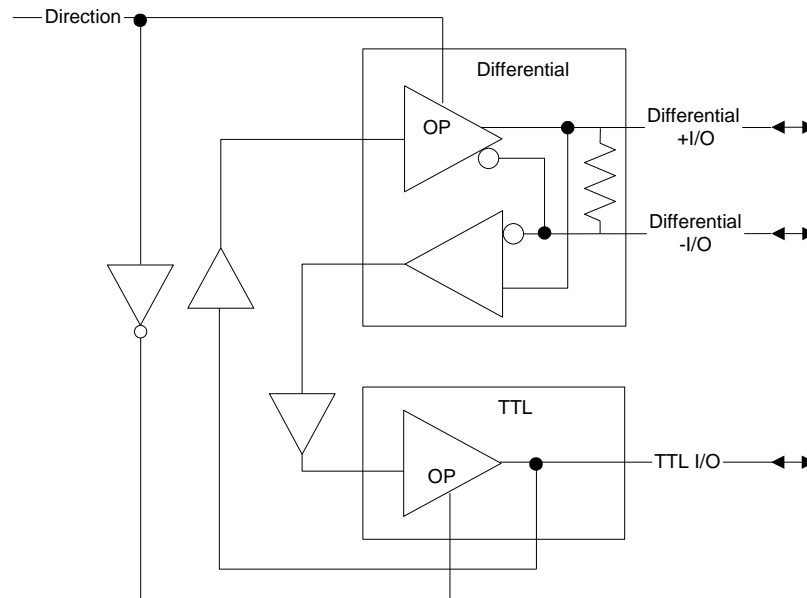 Direction
Differential
OP
Differential
+I/O
Differential
-I/O
TTL
OP
TTL I/O